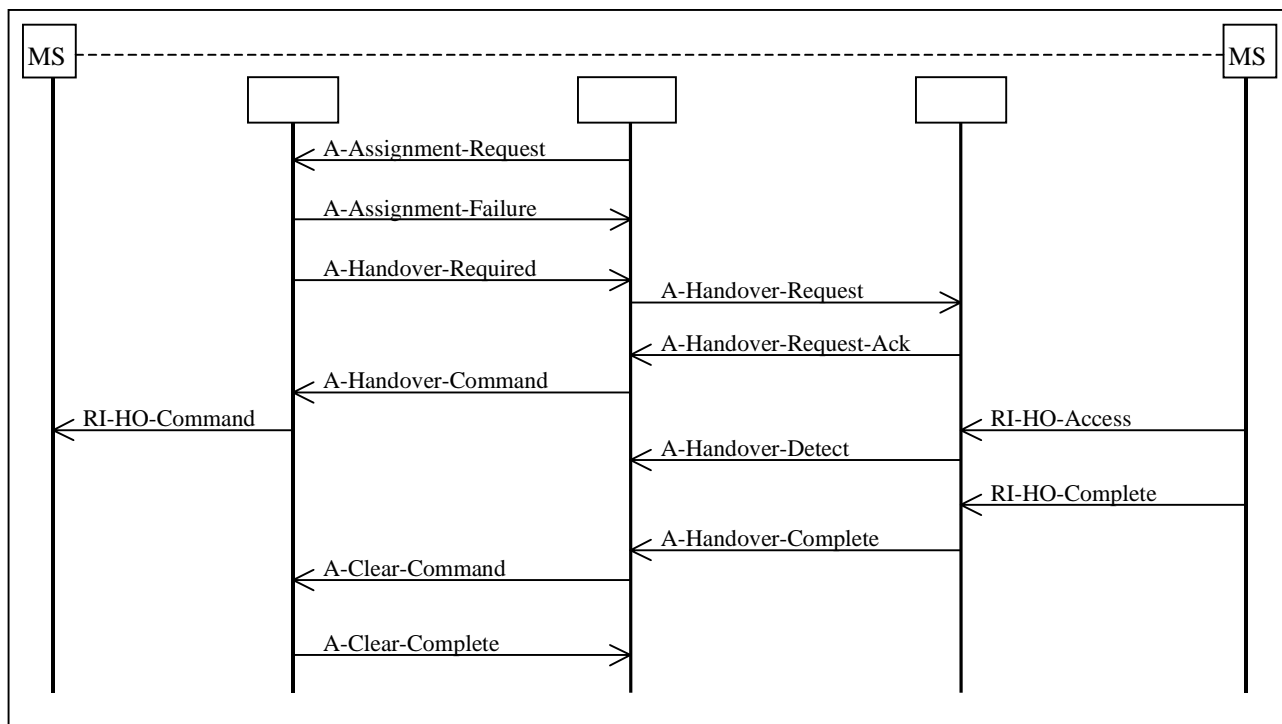 MS
MS
A-Assignment-Request
A-Assignment-Failure
A-Handover-Required
A-Handover-Request
A-Handover-Request-Ack
A-Handover-Command
RI-HO-Command
RI-HO-Access
A-Handover-Detect
RI-HO-Complete
A-Handover-Complete
A-Clear-Command
A-Clear-Complete